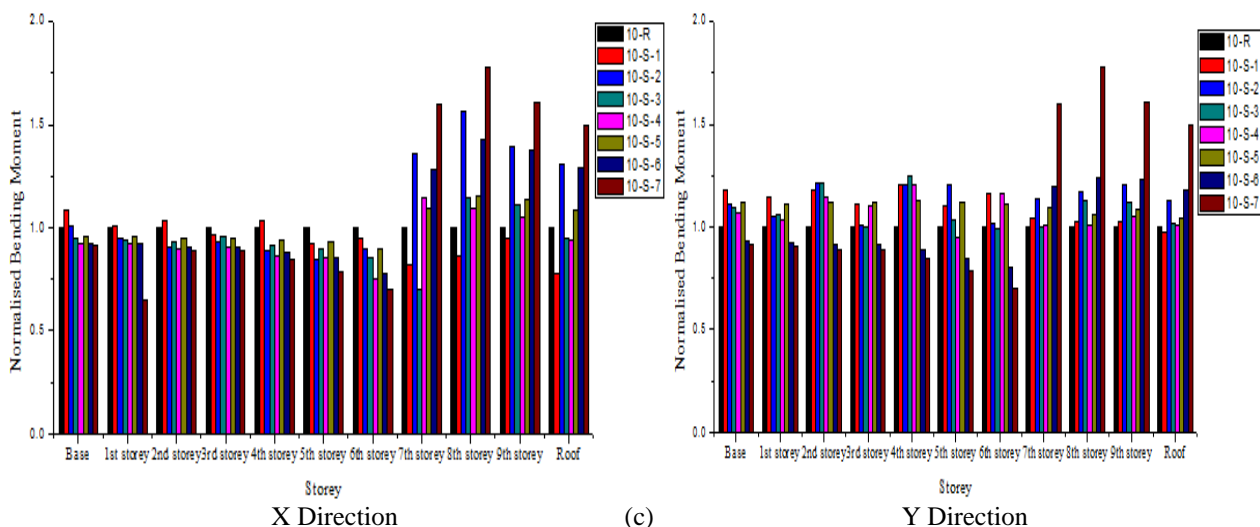 2.0
1.5
1.0
0.5
0.0
Normalised Bending Moment
10-R
10-S-1
10-S-2
10-S-3
10-S-4
10-S-5
10-S-6
10-S-7
Base 1st storey 2nd storey 3rd storey 4th storey 5th storey 6th storey 7th storey 8th storey 9th storey Roof
Storey
X Direction
(c)
2.0
1.5
1.0
0.5
0.0
Normalised Bending Moment
10-R
10-S-1
10-S-2
10-S-3
10-S-4
10-S-5
10-S-6
10-S-7
Base 1st storey 2nd storey 3rd storey 4th storey 5th storey 6th storey 7th storey 8th storey 9th storey Roof
Storey
Y Direction